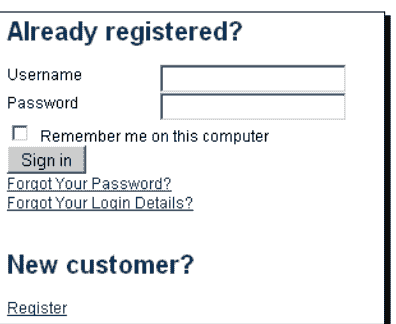 Already registered?
Username
Password
Remember me on this computer
Sign in
Forgot Your Password?
Forgot Your Login Details?
New customer?
Register